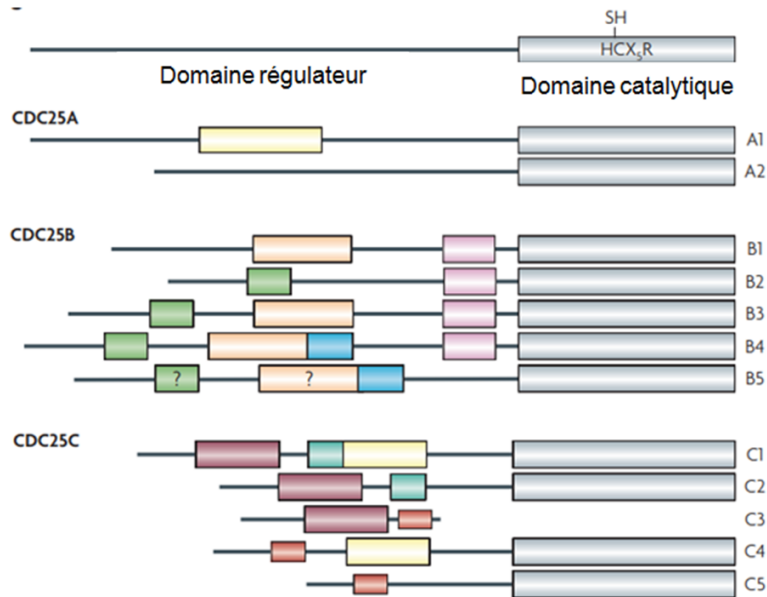 SH
HCX₅R
Domaine régulateur
Domaine catalytique
CDC25A
A1
A2
CDC25B
B1
B2
B3
B4
? ? B5
CDC25C
C1
C2
C3
C4
C5